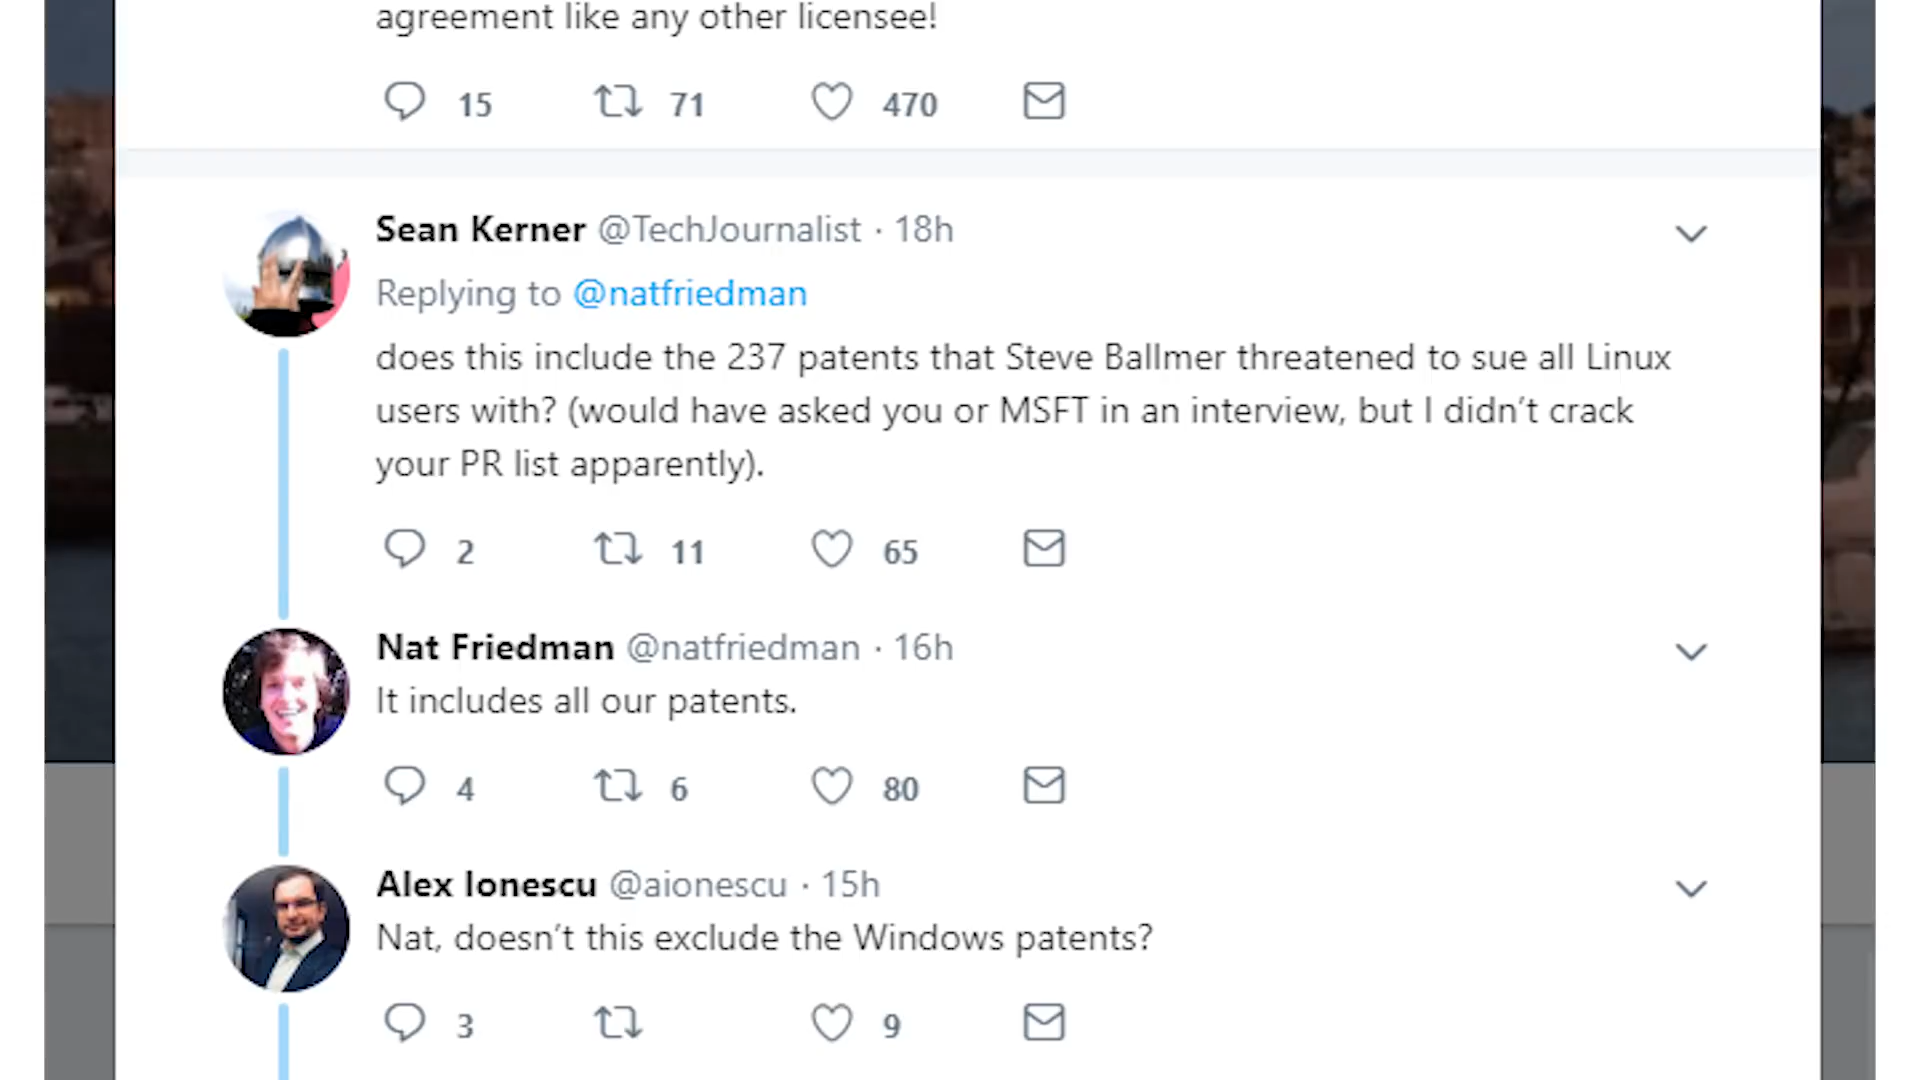 agreement like any other licensee!
15 71 470
Sean Kerner @TechJournalist · 18h
Replying to @natfriedman
does this include the 237 patents that Steve Ballmer threatened to sue all Linux
users with? (would have asked you or MSFT in an interview, but I didn’t crack
your PR list apparently).
2 11 65
Nat Friedman @natfriedman · 16h
It includes all our patents.
4 6 80
Alex Ionescu @aionescu · 15h
Nat, doesn’t this exclude the Windows patents?
3 9